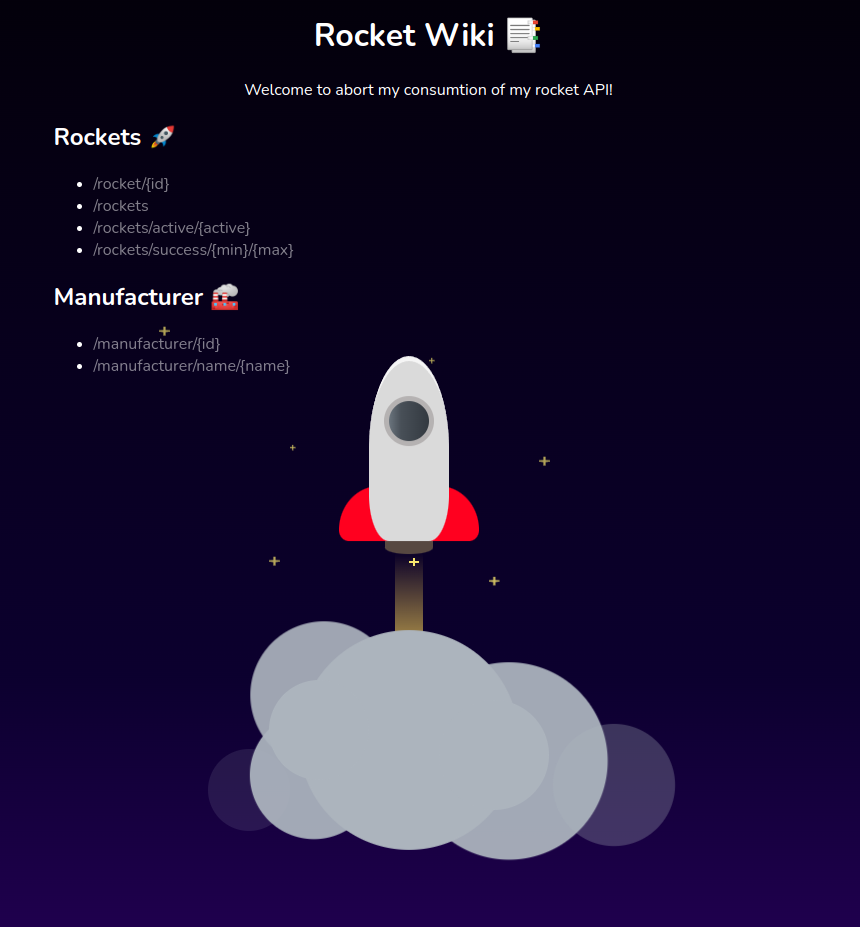 Rocket Wiki 📑
Welcome to abort my consumtion of my rocket API!
Rockets 🚀
/rocket/{id}
/rockets
/rockets/active/{active}
/rockets/success/{min}/{max}
Manufacturer 🏭
/manufacturer/{id}
/manufacturer/name/{name}